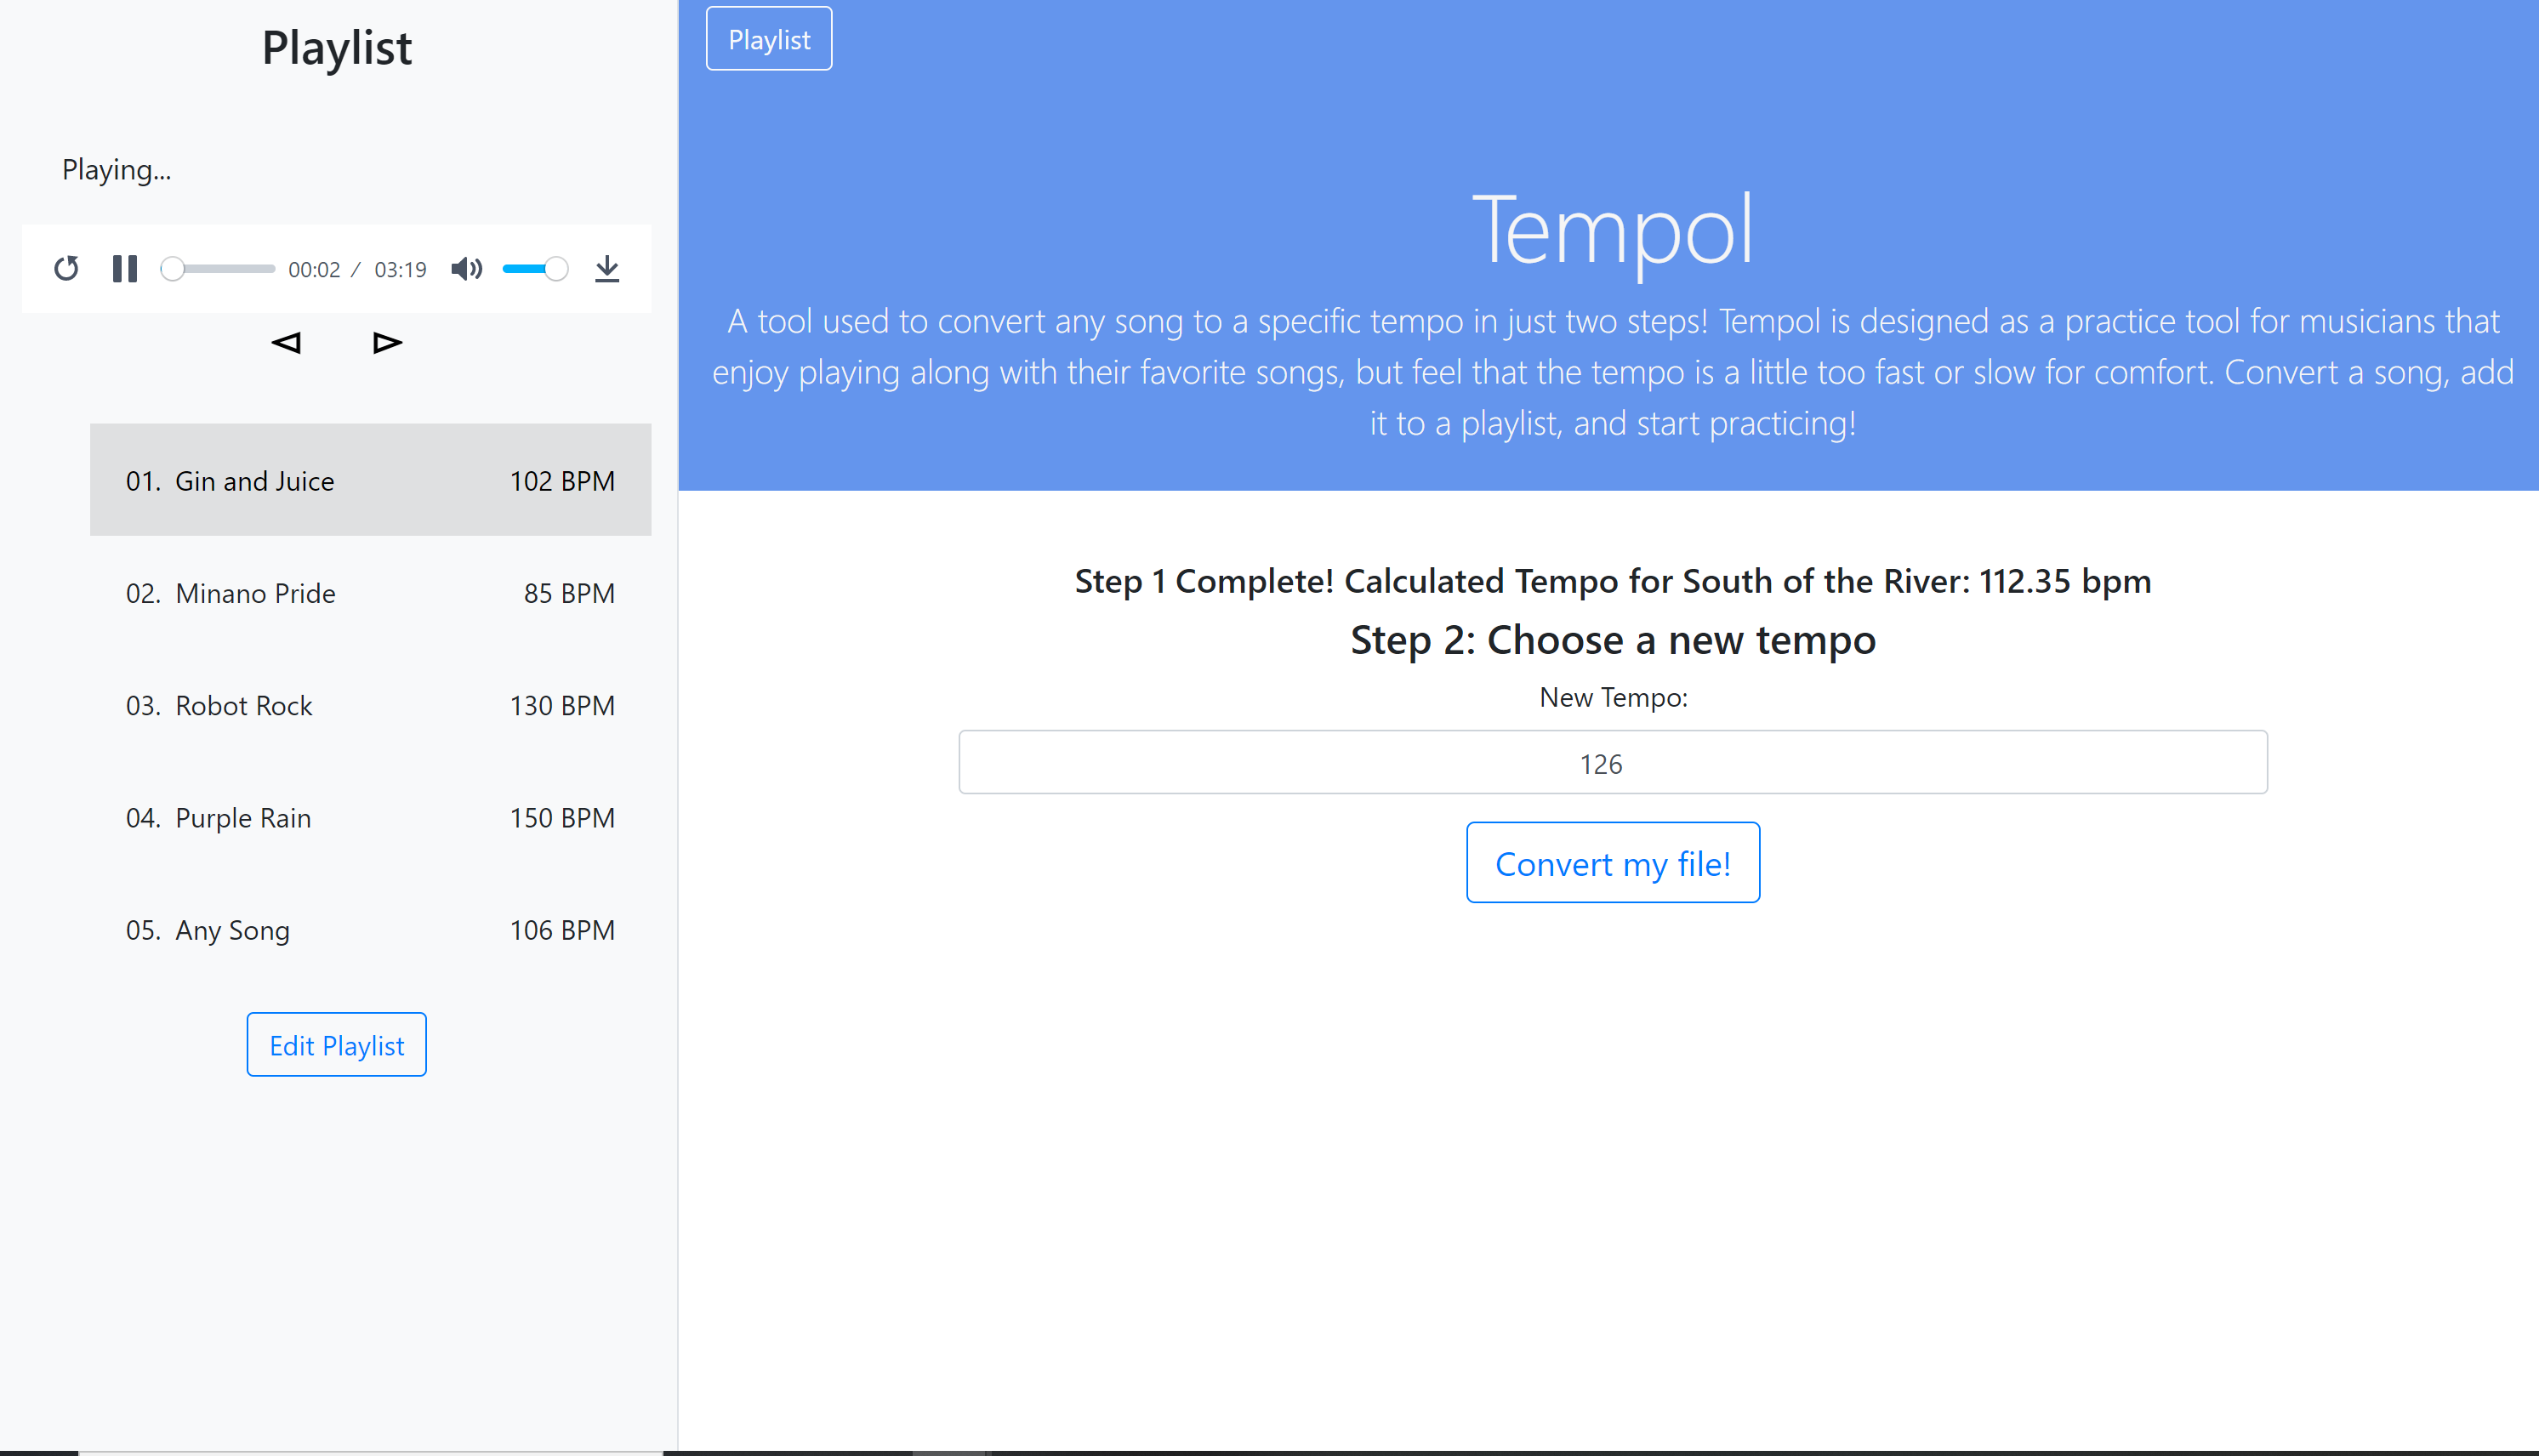 Playlist
Playing...
00:02 / 03:19
01. Gin and Juice 102 BPM
02. Minano Pride 85 BPM
03. Robot Rock 130 BPM
04. Purple Rain 150 BPM
05. Any Song 106 BPM
Edit Playlist
Playlist
Tempol
A tool used to convert any song to a specific tempo in just two steps! Tempol is designed as a practice tool for musicians that
enjoy playing along with their favorite songs, but feel that the tempo is a little too fast or slow for comfort. Convert a song, add
it to a playlist, and start practicing!
Step 1 Complete! Calculated Tempo for South of the River: 112.35 bpm
Step 2: Choose a new tempo
New Tempo:
126
Convert my file!